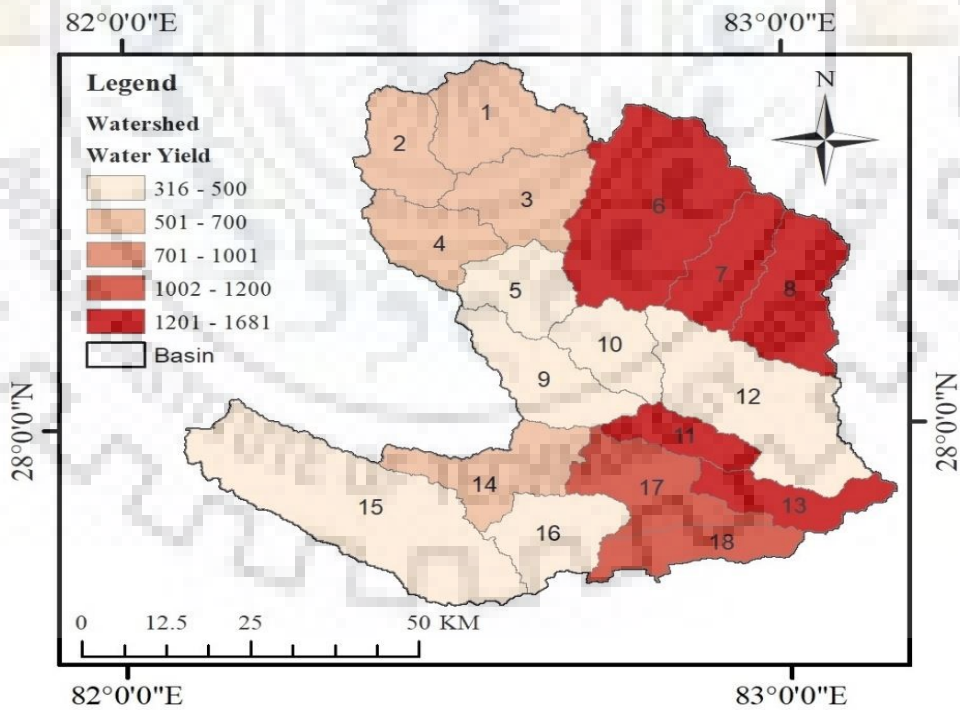 82°0'0"E 83°0'0"E
Legend
Watershed
Water Yield
316 - 500
501 - 700
701 - 1001
1002 - 1200
1201 - 1681
Basin
N
1
2
3
4
5
6
7
8
9
10
11
12
13
14
15
16
17
18
28°0'0"N 28°0'0"N
0 12.5 25 50 KM
82°0'0"E 83°0'0"E